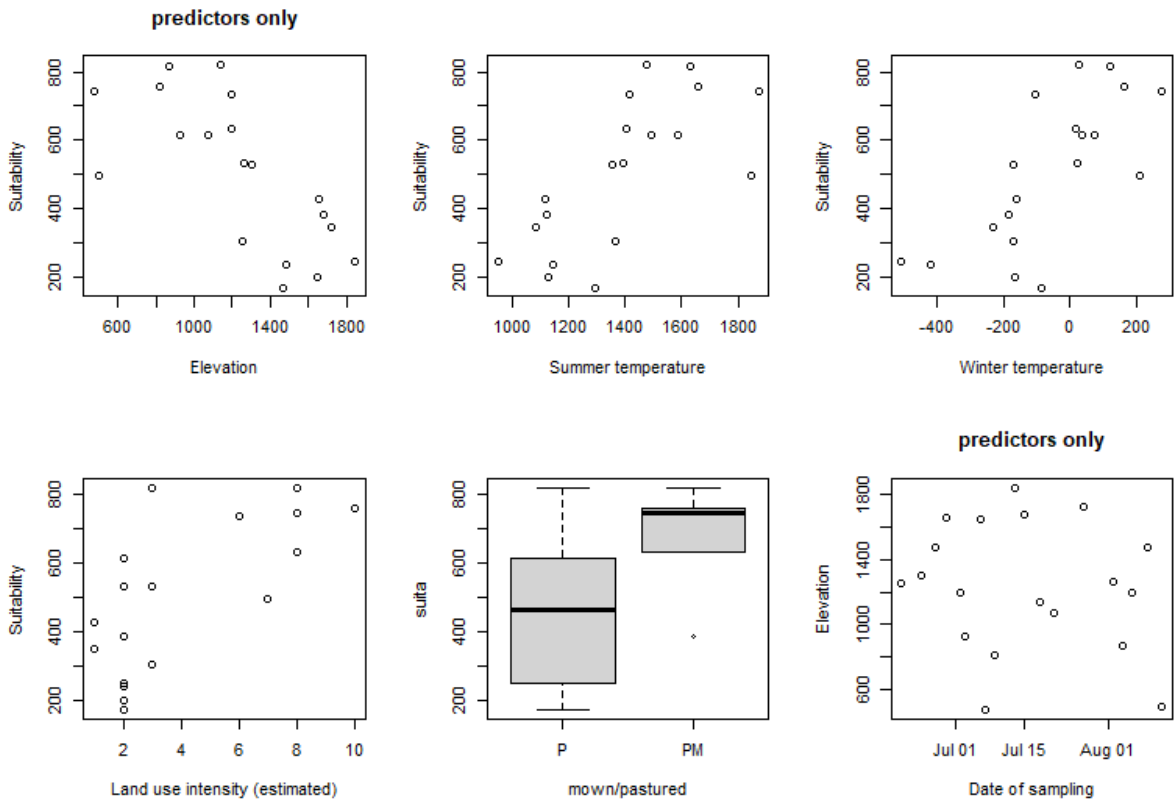 predictors only
Suitability
200 400 600 800
600 1000 1400 1800
Elevation
Suitability
200 400 600 800
1000 1200 1400 1600 1800
Summer temperature
Suitability
200 400 600 800
-400 -200 0 200
Winter temperature
Suitability
200 400 600 800
2 4 6 8 10
Land use intensity (estimated)
suita
200 400 600 800
P PM
mown/pastured
predictors only
Elevation
600 1000 1400 1800
Jul 01 Jul 15 Aug 01
Date of sampling